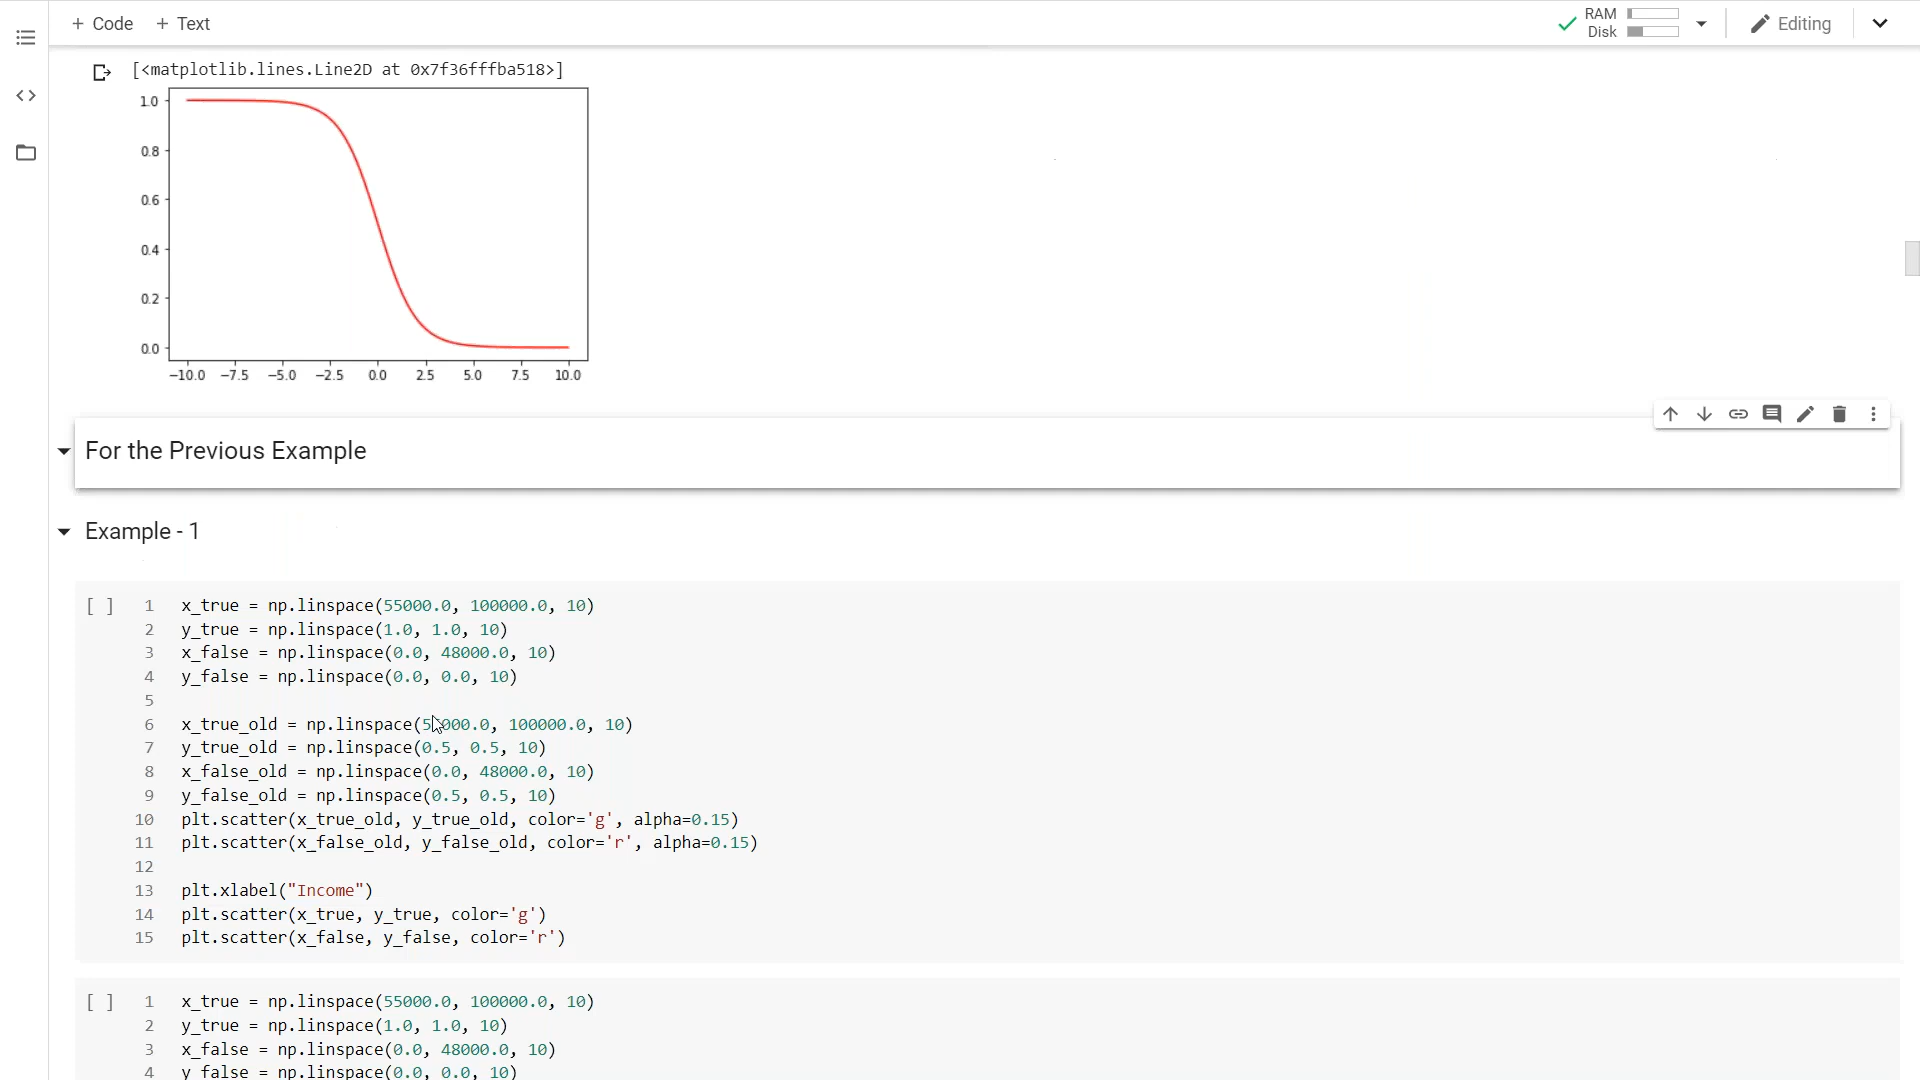 + Code + Text
RAM
Disk
Editing
[<matplotlib.lines.Line2D at 0x7f36fffba518>]
1.0
0.8
0.6
0.4
0.2
0.0
−10.0 −7.5 −5.0 −2.5 0.0 2.5 5.0 7.5 10.0
For the Previous Example
Example - 1
[ ] 1 x_true = np.linspace(55000.0, 100000.0, 10)
2 y_true = np.linspace(1.0, 1.0, 10)
3 x_false = np.linspace(0.0, 48000.0, 10)
4 y_false = np.linspace(0.0, 0.0, 10)
5
6 x_true_old = np.linspace(55000.0, 100000.0, 10)
7 y_true_old = np.linspace(0.5, 0.5, 10)
8 x_false_old = np.linspace(0.0, 48000.0, 10)
9 y_false_old = np.linspace(0.5, 0.5, 10)
10 plt.scatter(x_true_old, y_true_old, color='g', alpha=0.15)
11 plt.scatter(x_false_old, y_false_old, color='r', alpha=0.15)
12
13 plt.xlabel("Income")
14 plt.scatter(x_true, y_true, color='g')
15 plt.scatter(x_false, y_false, color='r')
[ ] 1 x_true = np.linspace(55000.0, 100000.0, 10)
2 y_true = np.linspace(1.0, 1.0, 10)
3 x_false = np.linspace(0.0, 48000.0, 10)
4 y_false = np.linspace(0.0, 0.0, 10)